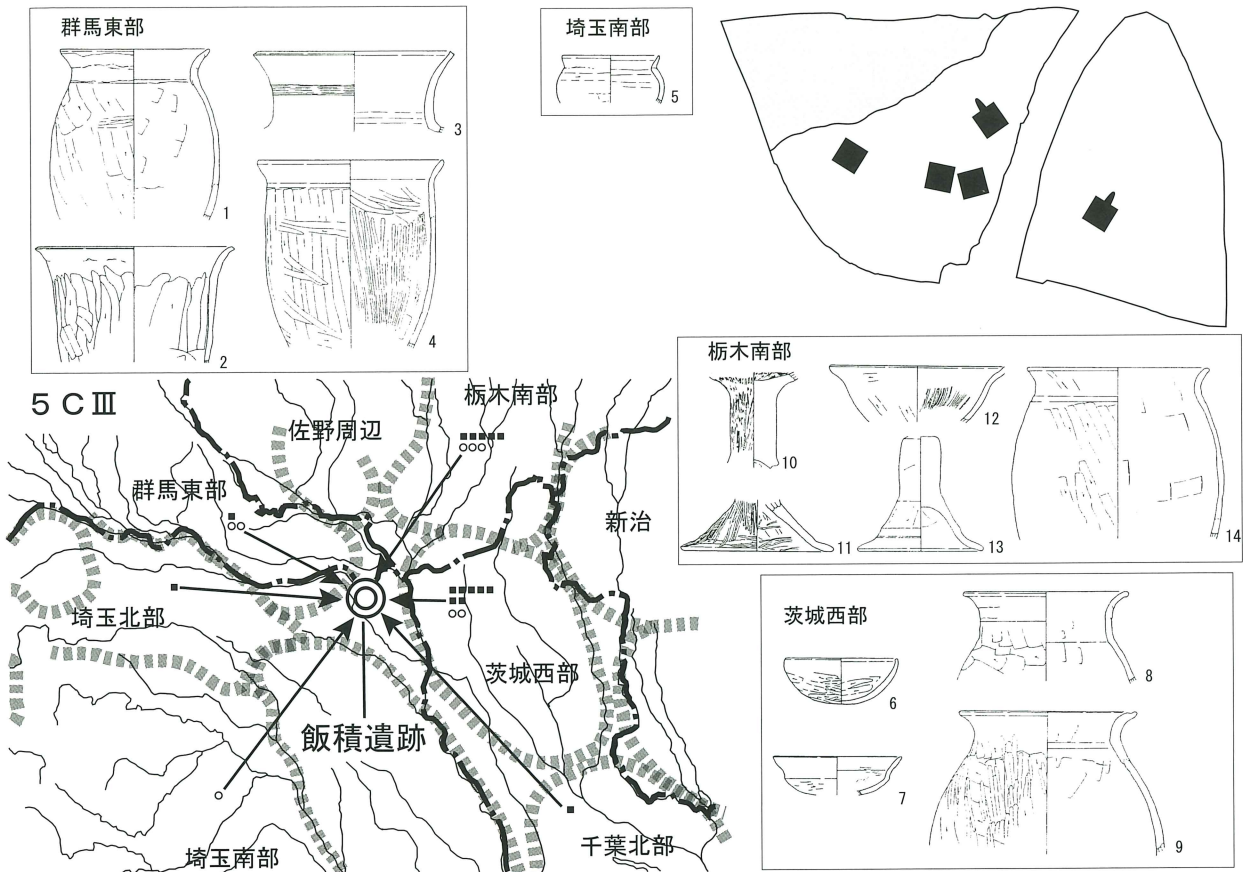 群馬東部
1
2
3
4
埼玉南部
5
栃木南部
10
11
12
13
14
茨城西部
6
7
8
9
5CⅢ
栃木南部
佐野周辺
群馬東部
新治
埼玉北部
茨城西部
飯積遺跡
埼玉南部
千葉北部